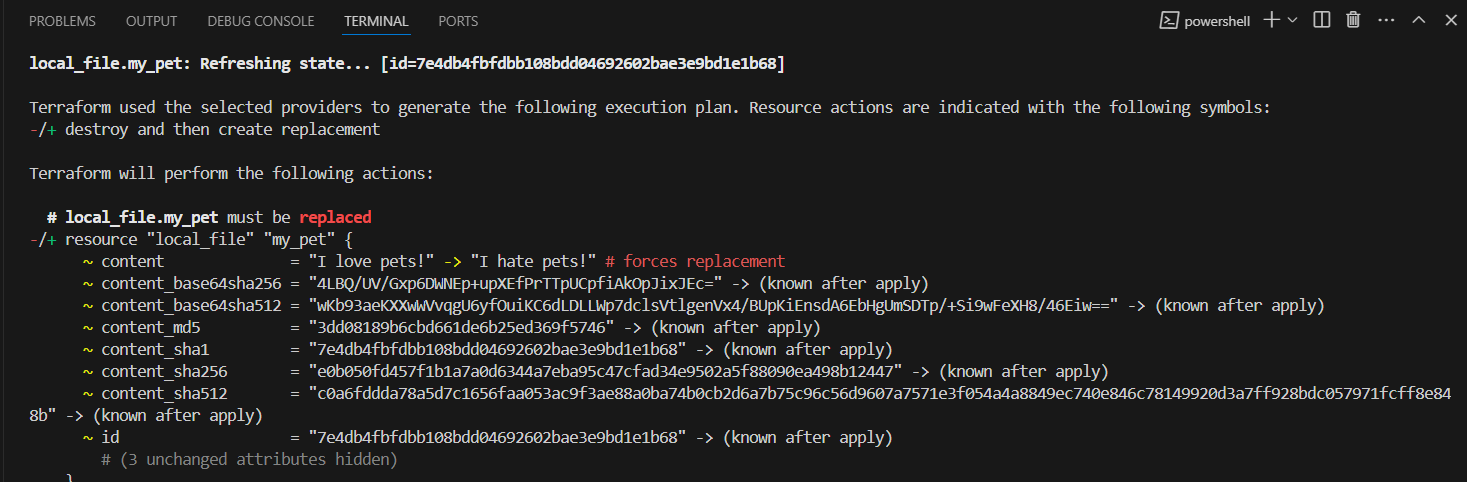 PROBLEMS OUTPUT DEBUG CONSOLE TERMINAL PORTS powershell
local_file.my_pet: Refreshing state... [id=7e4db4fbfdbb108bdd04692602bae3e9bd1e1b68]
Terraform used the selected providers to generate the following execution plan. Resource actions are indicated with the following symbols:
-/+ destroy and then create replacement
Terraform will perform the following actions:
# local_file.my_pet must be replaced
-/+ resource "local_file" "my_pet" {
~ content = "I love pets!" -> "I hate pets!" # forces replacement
~ content_base64sha256 = "4LBQ/UV/Gxp6DWNEp+upXEfPrTTpUCpfiAkOpJixJEc=" -> (known after apply)
~ content_base64sha512 = "wKb93aeKXXwWVvqgU6yfOuiKC6dLDLLWp7dclsVtlgenVx4/BUpKiEnsdA6EbHgUmSDTp/+Si9wFeXH8/46Eiw==" -> (known after apply)
~ content_md5 = "3dd08189b6cbd661de6b25ed369f5746" -> (known after apply)
~ content_sha1 = "7e4db4fbfdbb108bdd04692602bae3e9bd1e1b68" -> (known after apply)
~ content_sha256 = "e0b050fd457f1b1a7a0d6344a7eba95c47cfad34e9502a5f88090ea498b12447" -> (known after apply)
~ content_sha512 = "c0a6fddda78a5d7c1656faa053ac9f3ae88a0ba74b0cb2d6a7b75c96c56d9607a7571e3f054a4a8849ec740e846c78149920d3a7ff928bdc057971fcff8e84
8b" -> (known after apply)
~ id = "7e4db4fbfdbb108bdd04692602bae3e9bd1e1b68" -> (known after apply)
# (3 unchanged attributes hidden)
}